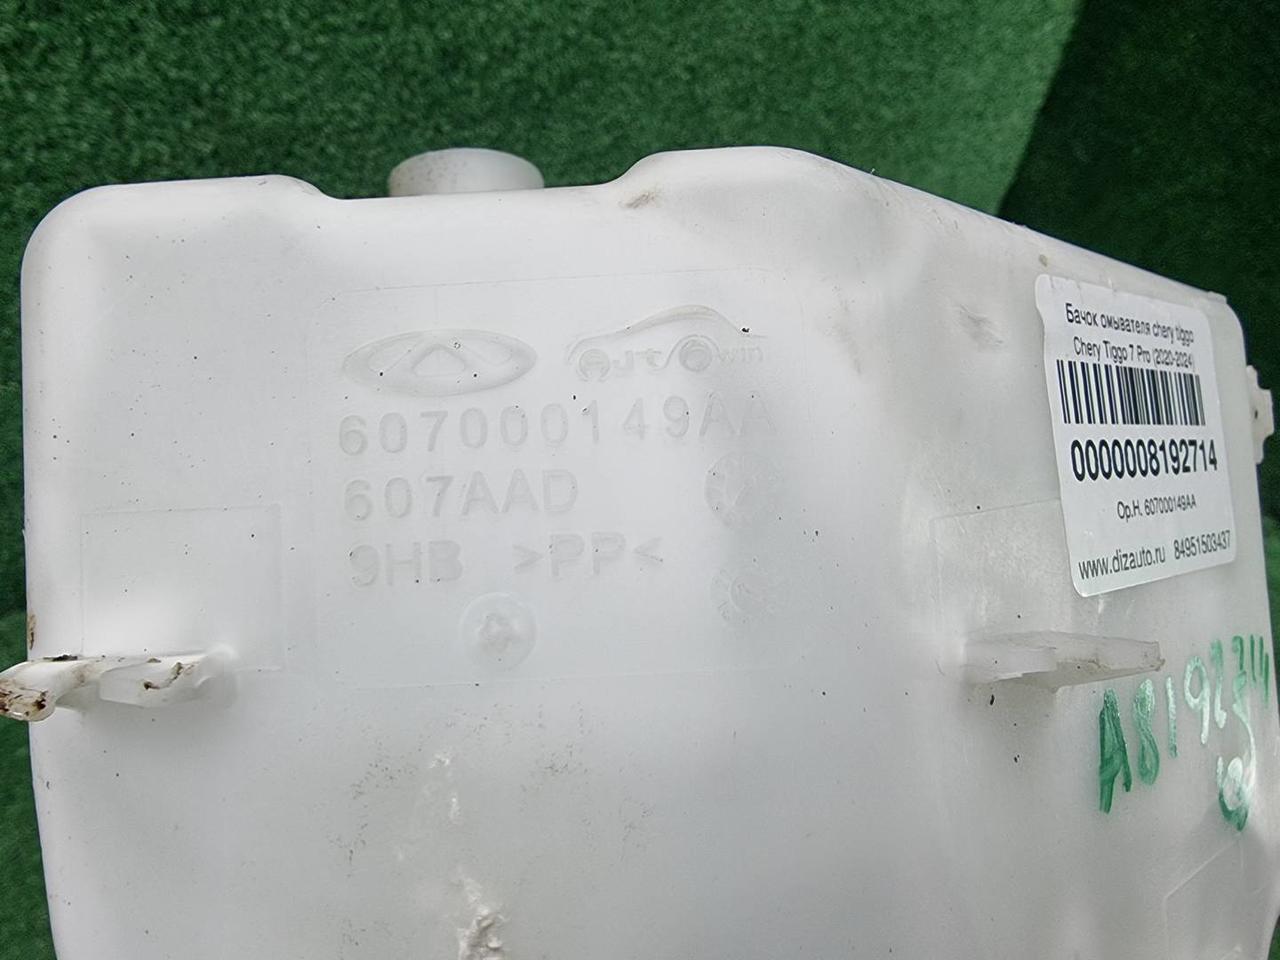 607000149AA
607AAD
9HB >PP<
Бачок омывателя chery tiggo
Chery Tiggo 7 Pro (2020-2024)
0000008192714
Ор.Н. 607000149AA
www.dizauto.ru 84951503437